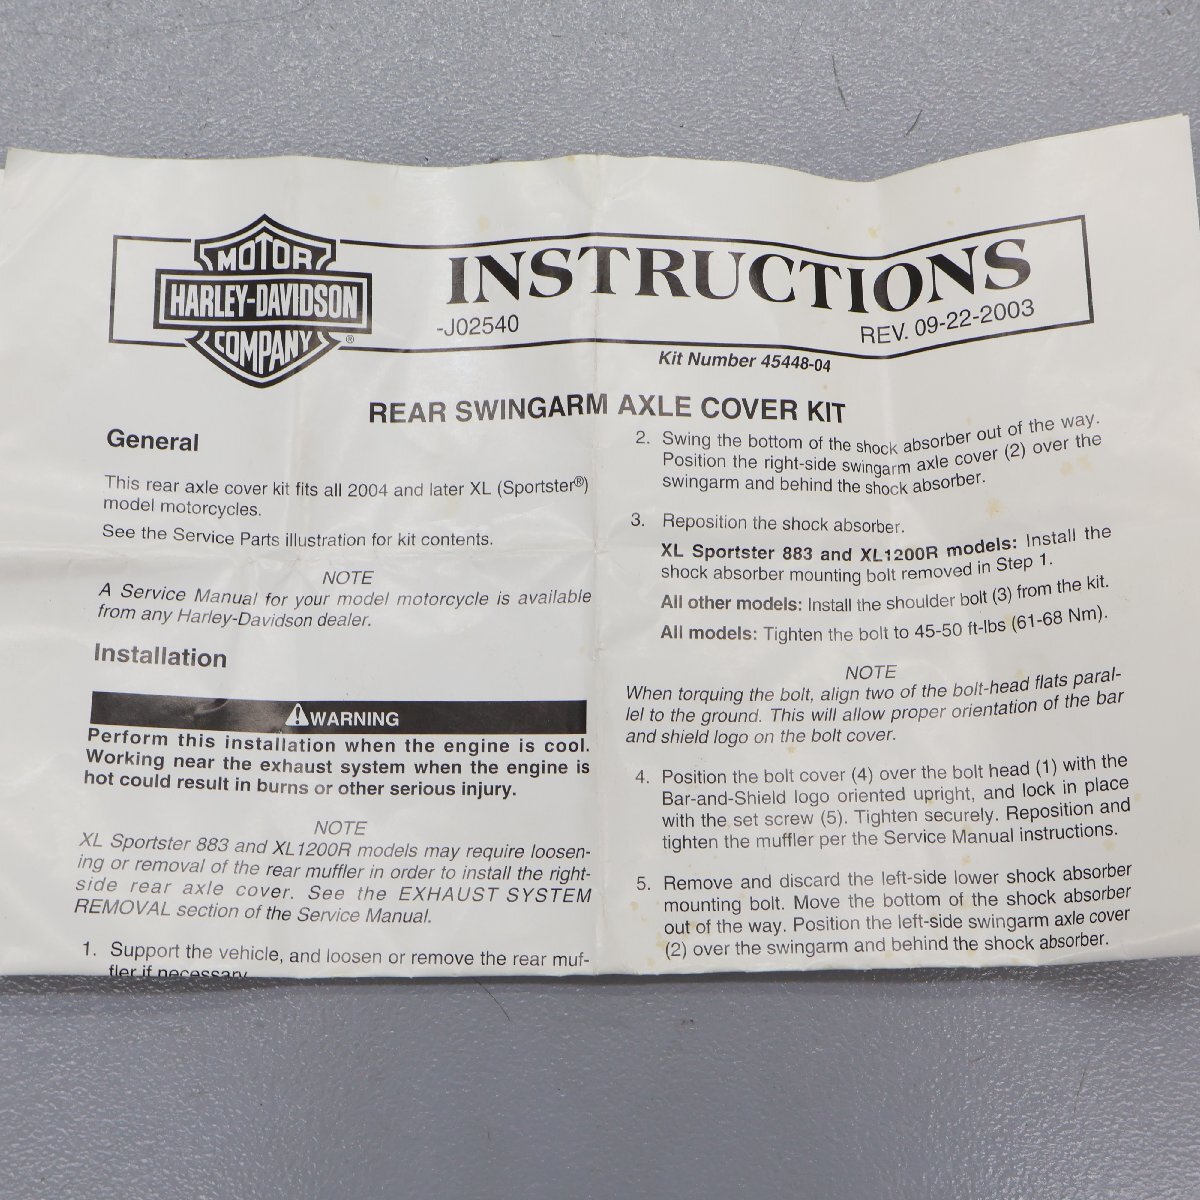 MOTOR
HARLEY-DAVIDSON
COMPANY
®
INSTRUCTIONS
-J02540
REV. 09-22-2003
Kit Number 45448-04
REAR SWINGARM AXLE COVER KIT
General
This rear axle cover kit fits all 2004 and later XL (Sportster®)
model motorcycles.
See the Service Parts illustration for kit contents.
NOTE
A Service Manual for your model motorcycle is available
from any Harley-Davidson dealer.
Installation
⚠WARNING
Perform this installation when the engine is cool.
Working near the exhaust system when the engine is
hot could result in burns or other serious injury.
NOTE
XL Sportster 883 and XL1200R models may require loosen-
ing or removal of the rear muffler in order to install the right-
side rear axle cover. See the EXHAUST SYSTEM
REMOVAL section of the Service Manual.
1. Support the vehicle, and loosen or remove the rear muf-
fler if necessary
2. Swing the bottom of the shock absorber out of the way.
Position the right-side swingarm axle cover (2) over the
swingarm and behind the shock absorber.
3. Reposition the shock absorber.
XL Sportster 883 and XL1200R models: Install the
shock absorber mounting bolt removed in Step 1.
All other models: Install the shoulder bolt (3) from the kit.
All models: Tighten the bolt to 45-50 ft-lbs (61-68 Nm).
NOTE
When torquing the bolt, align two of the bolt-head flats paral-
lel to the ground. This will allow proper orientation of the bar
and shield logo on the bolt cover.
4. Position the bolt cover (4) over the bolt head (1) with the
Bar-and-Shield logo oriented upright, and lock in place
with the set screw (5). Tighten securely. Reposition and
tighten the muffler per the Service Manual instructions.
5. Remove and discard the left-side lower shock absorber
mounting bolt. Move the bottom of the shock absorber
out of the way. Position the left-side swingarm axle cover
(2) over the swingarm and behind the shock absorber.